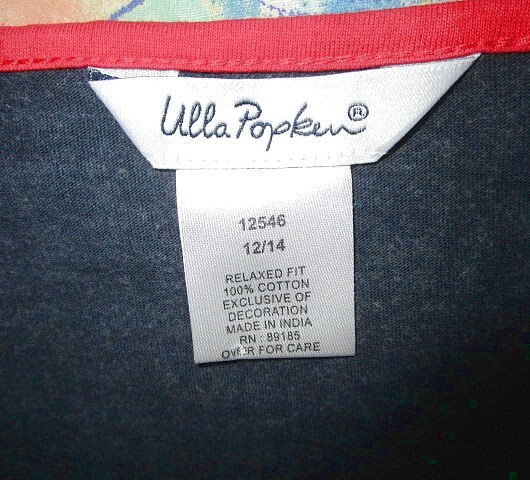 Ulla Popken®
12546
12/14
RELAXED FIT
100% COTTON
EXCLUSIVE OF
DECORATION
MADE IN INDIA
RN : 89185
OVER FOR CARE